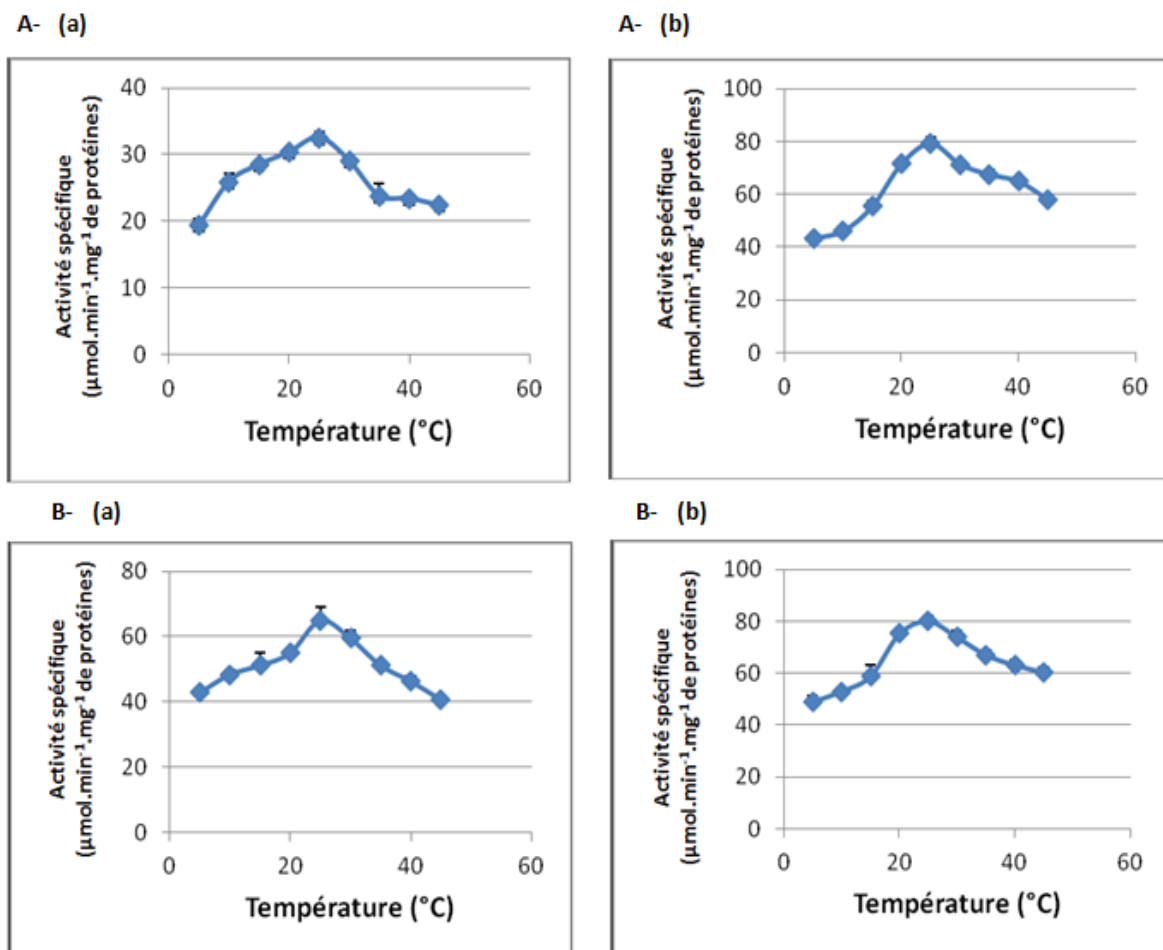 A- (a)
A- (b)
Activité spécifique
(µmol.min⁻¹.mg⁻¹ de protéines)
40
30
20
10
0
0 20 40 60
Température (°C)
Activité spécifique
(µmol.min⁻¹.mg⁻¹ de protéines)
100
80
60
40
20
0
0 20 40 60
Température (°C)
B- (a)
B- (b)
Activité spécifique
(µmol.min⁻¹.mg⁻¹ de protéines)
80
60
40
20
0
0 20 40 60
Température (°C)
Activité spécifique
(µmol.min⁻¹.mg⁻¹ de protéines)
100
80
60
40
20
0
0 20 40 60
Température (°C)